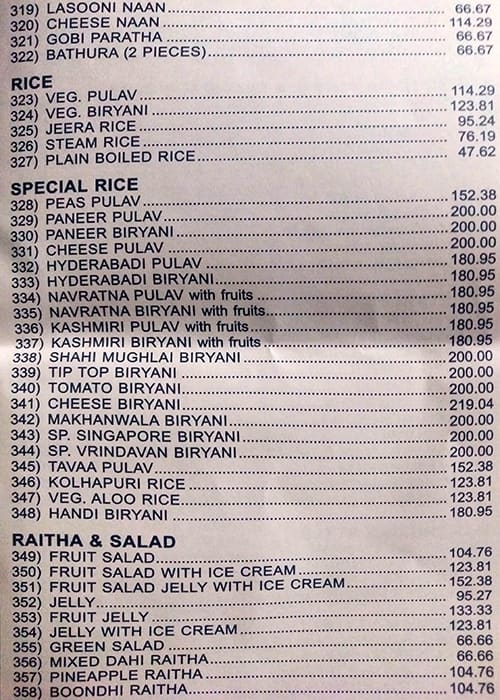 319) LASOONI NAAN 66.67
320) CHEESE NAAN 114.29
321) GOBI PARATHA 66.67
322) BATHURA (2 PIECES) 66.67
RICE
323) VEG. PULAV 114.29
324) VEG. BIRYANI 123.81
325) JEERA RICE 95.24
326) STEAM RICE 76.19
327) PLAIN BOILED RICE 47.62
SPECIAL RICE
328) PEAS PULAV 152.38
329) PANEER PULAV 200.00
330) PANEER BIRYANI 200.00
331) CHEESE PULAV 200.00
332) HYDERABADI PULAV 180.95
333) HYDERABADI BIRYANI 180.95
334) NAVRATNA PULAV with fruits 180.95
335) NAVRATNA BIRYANI with fruits 180.95
336) KASHMIRI PULAV with fruits 180.95
337) KASHMIRI BIRYANI with fruits 180.95
338) SHAHI MUGHLAI BIRYANI 200.00
339) TIP TOP BIRYANI 200.00
340) TOMATO BIRYANI 200.00
341) CHEESE BIRYANI 219.04
342) MAKHANWALA BIRYANI 200.00
343) SP. SINGAPORE BIRYANI 200.00
344) SP. VRINDAVAN BIRYANI 200.00
345) TAVAA PULAV 152.38
346) KOLHAPURI RICE 123.81
347) VEG. ALOO RICE 123.81
348) HANDI BIRYANI 180.95
RAITHA & SALAD
349) FRUIT SALAD 104.76
350) FRUIT SALAD WITH ICE CREAM 123.81
351) FRUIT SALAD JELLY WITH ICE CREAM 152.38
352) JELLY 95.27
353) FRUIT JELLY 133.33
354) JELLY WITH ICE CREAM 123.81
355) GREEN SALAD 66.66
356) MIXED DAHI RAITHA 66.66
357) PINEAPPLE RAITHA 104.76
358) BOONDHI RAITHA 104.76